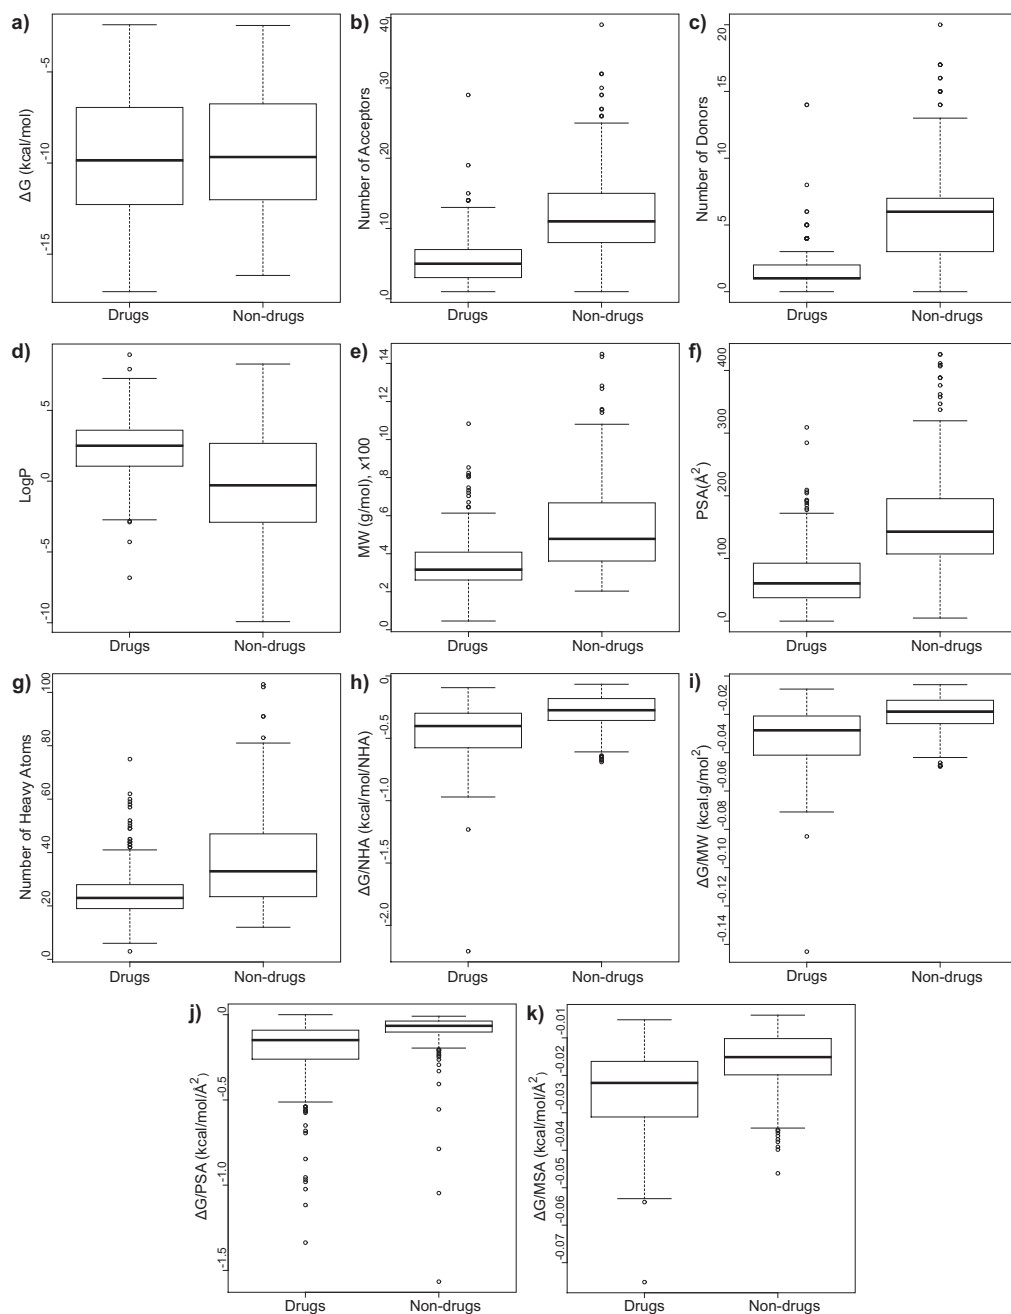 a)
ΔG (kcal/mol)
-5
-10
-15
Drugs
Non-drugs
b)
Number of Acceptors
40
30
20
10
0
Drugs
Non-drugs
c)
Number of Donors
20
15
10
5
0
Drugs
Non-drugs
d)
LogP
5
0
-5
-10
Drugs
Non-drugs
e)
MW (g/mol), x100
14
12
10
8
6
4
2
0
Drugs
Non-drugs
f)
PSA(Å²)
400
300
200
100
0
Drugs
Non-drugs
g)
Number of Heavy Atoms
100
80
60
40
20
0
Drugs
Non-drugs
h)
ΔG/NHA (kcal/mol/NHA)
0
-0.5
-1.0
-1.5
-2.0
Drugs
Non-drugs
i)
ΔG/MW (kcal.g/mol²)
-0.02
-0.04
-0.06
-0.08
-0.10
-0.12
-0.14
Drugs
Non-drugs
j)
ΔG/PSA (kcal/mol/Å²)
0
-0.5
-1.0
-1.5
Drugs
Non-drugs
k)
ΔG/MSA (kcal/mol/Å²)
-0.01
-0.02
-0.03
-0.04
-0.05
-0.06
-0.07
Drugs
Non-drugs